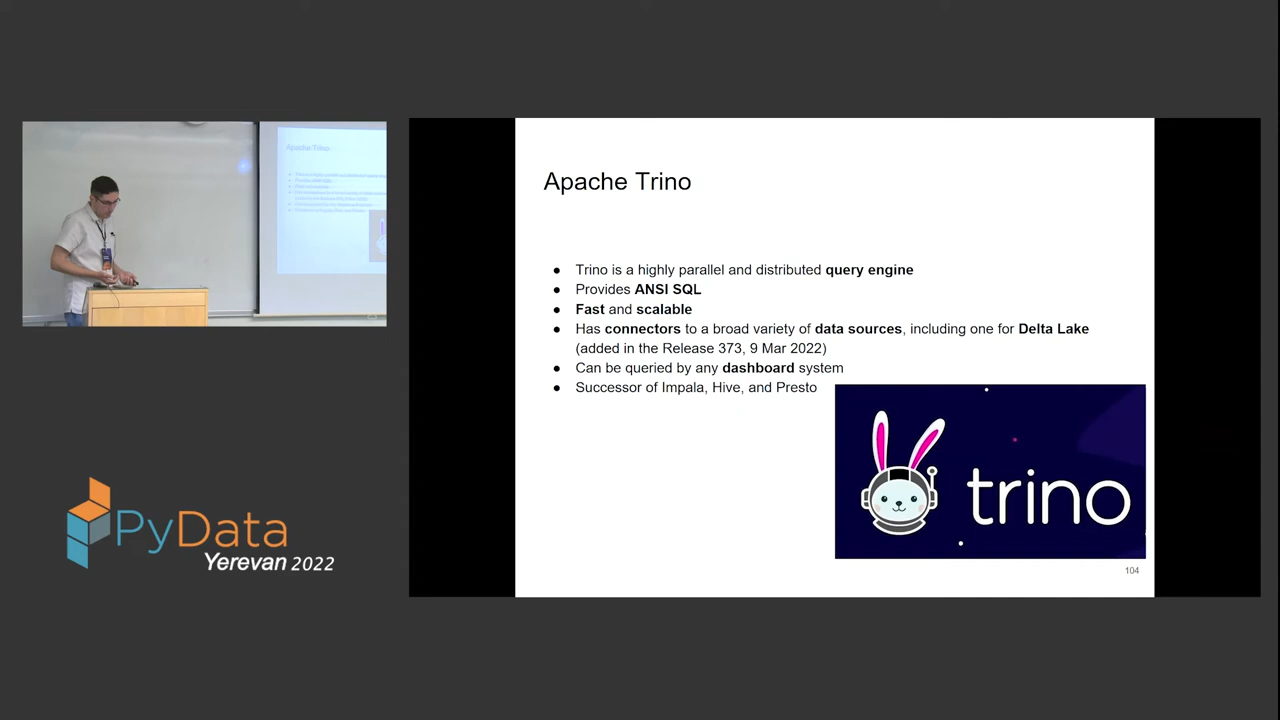 Apache Trino
● Trino is a highly parallel and distributed query engine
● Provides ANSI SQL
● Fast and scalable
● Has connectors to a broad variety of data sources, including one for Delta Lake
(added in the Release 373, 9 Mar 2022)
● Can be queried by any dashboard system
● Successor of Impala, Hive, and Presto
trino
104
Apache Trino
PyData
Yerevan 2022